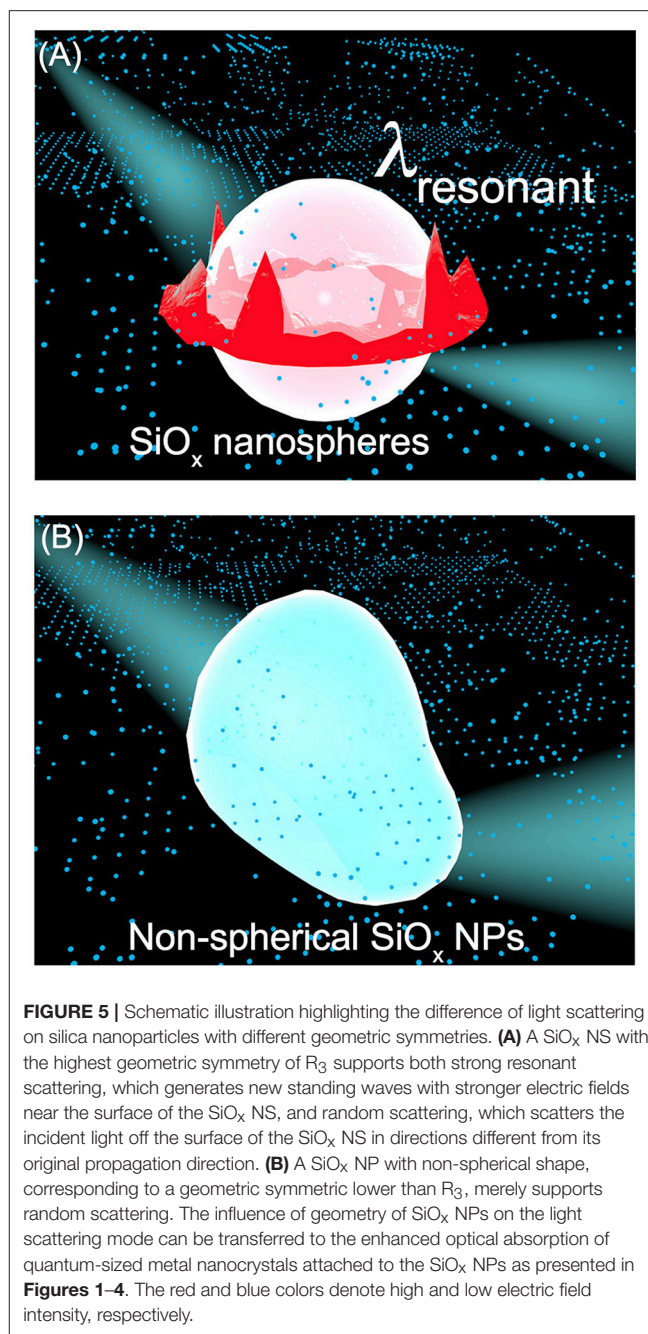 (A)
λresonant
SiOx nanospheres
(B)
Non-spherical SiOx NPs
FIGURE 5 | Schematic illustration highlighting the difference of light scattering
on silica nanoparticles with different geometric symmetries. (A) A SiOx NS with
the highest geometric symmetry of R3 supports both strong resonant
scattering, which generates new standing waves with stronger electric fields
near the surface of the SiOx NS, and random scattering, which scatters the
incident light off the surface of the SiOx NS in directions different from its
original propagation direction. (B) A SiOx NP with non-spherical shape,
corresponding to a geometric symmetric lower than R3, merely supports
random scattering. The influence of geometry of SiOx NPs on the light
scattering mode can be transferred to the enhanced optical absorption of
quantum-sized metal nanocrystals attached to the SiOx NPs as presented in
Figures 1–4. The red and blue colors denote high and low electric field
intensity, respectively.